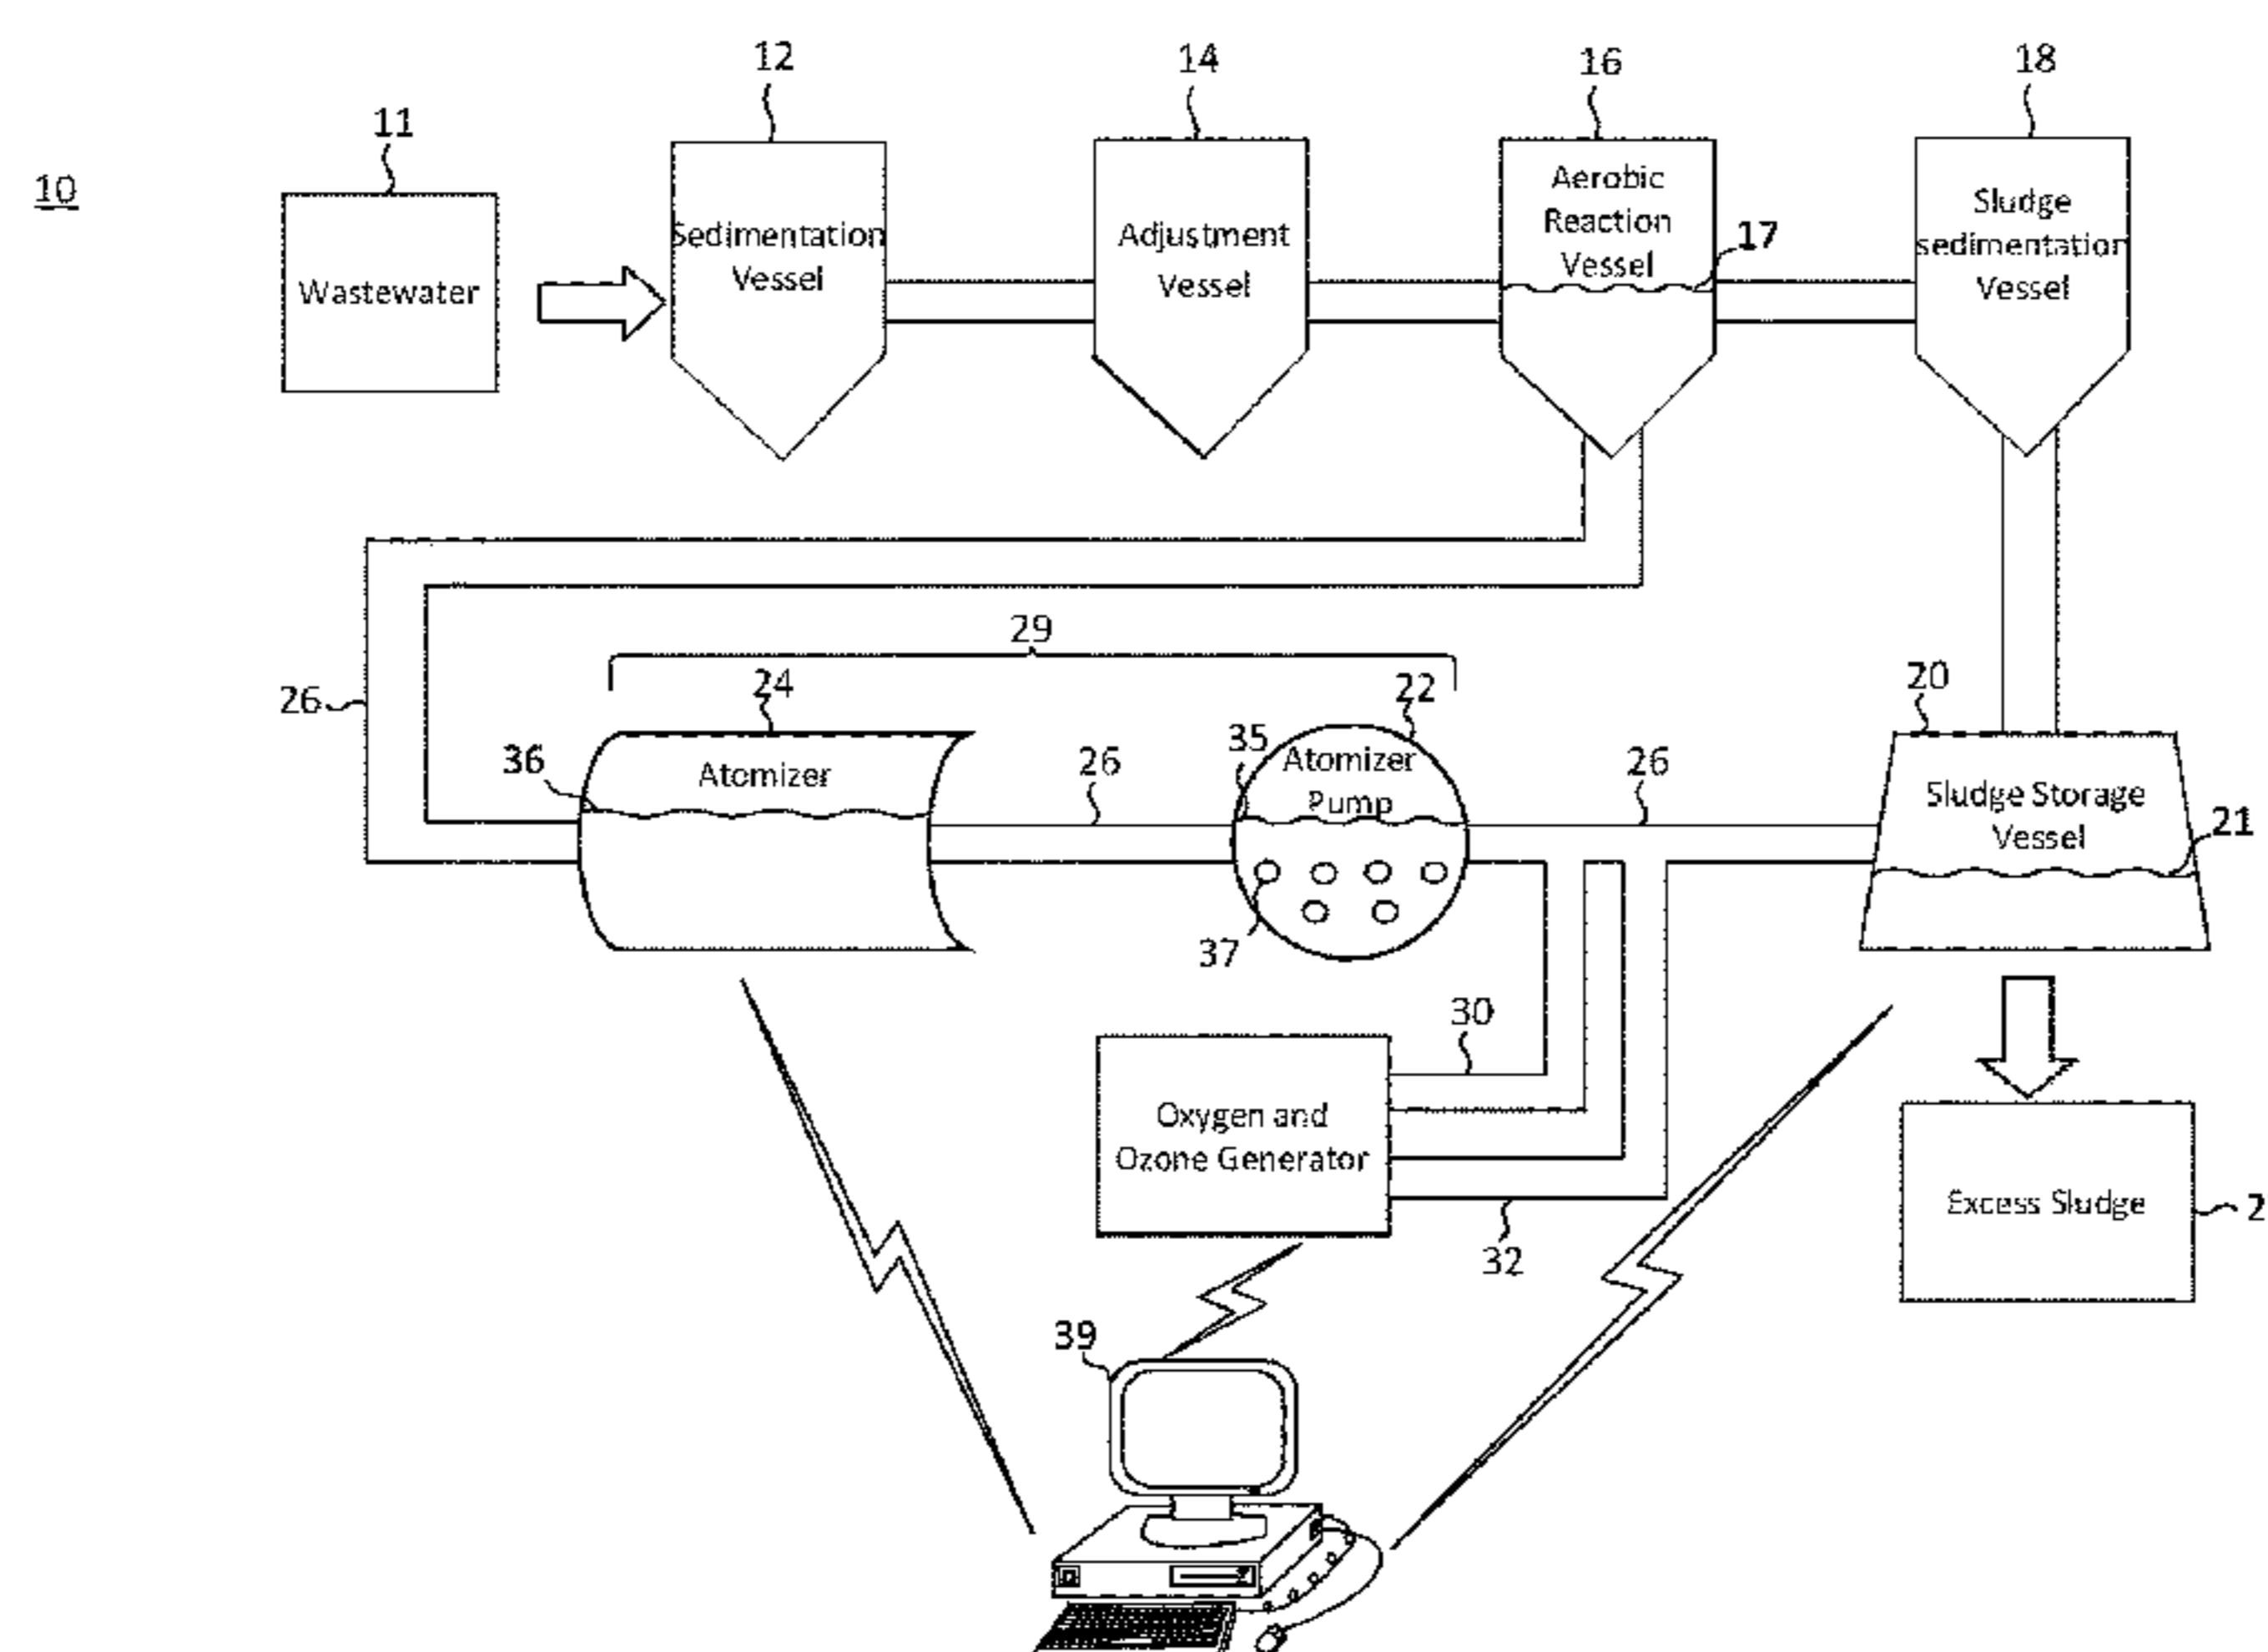 10
11
12
14
16
18
Wastewater
Sedimentation
Vessel
Adjustment
Vessel
Aerobic
Reaction
Vessel
17
Sludge
sedimentation
Vessel
29
26
24
36
Atomizer
26
22
35
Atomizer
Pump
37
26
20
Sludge Storage
Vessel
21
30
Oxygen and
Ozone Generator
32
Excess Sludge
2
39